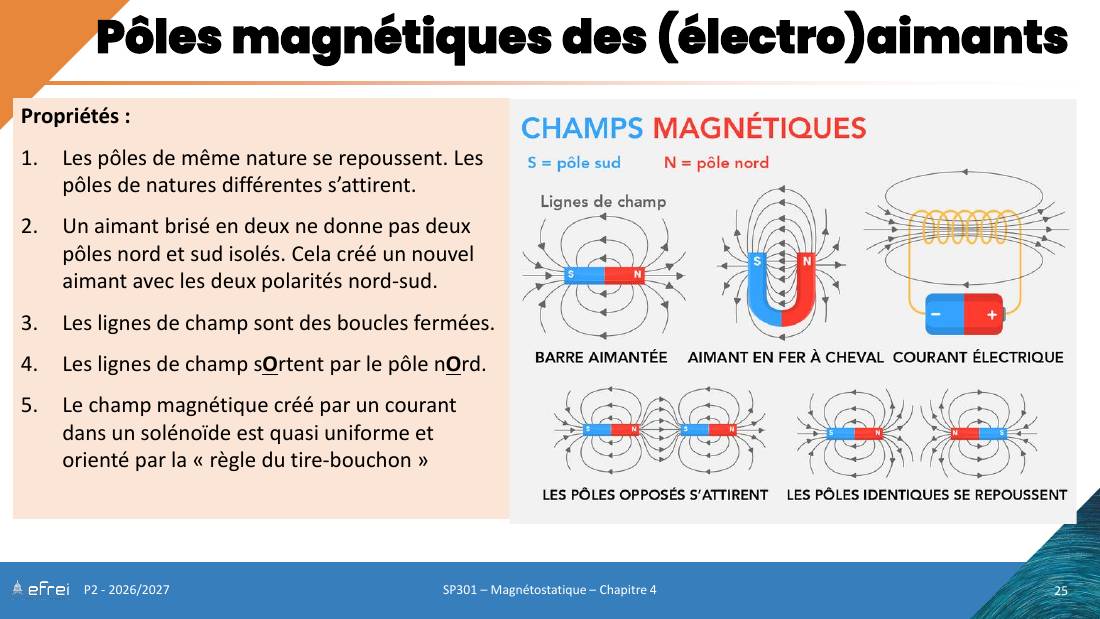 Pôles magnétiques des (électro)aimants
Propriétés :
1. Les pôles de même nature se repoussent. Les
pôles de natures différentes s’attirent.
2. Un aimant brisé en deux ne donne pas deux
pôles nord et sud isolés. Cela créé un nouvel
aimant avec les deux polarités nord-sud.
3. Les lignes de champ sont des boucles fermées.
4. Les lignes de champ sOrtent par le pôle nOrd.
5. Le champ magnétique créé par un courant
dans un solénoïde est quasi uniforme et
orienté par la « règle du tire-bouchon »
CHAMPS MAGNÉTIQUES
S = pôle sud N = pôle nord
Lignes de champ
S N
S N
- +
BARRE AIMANTÉE
AIMANT EN FER À CHEVAL
COURANT ÉLECTRIQUE
S N S N
S N N S
LES PÔLES OPPOSÉS S’ATTIRENT
LES PÔLES IDENTIQUES SE REPOUSSENT
efrei P2 - 2026/2027
SP301 – Magnétostatique – Chapitre 4
25